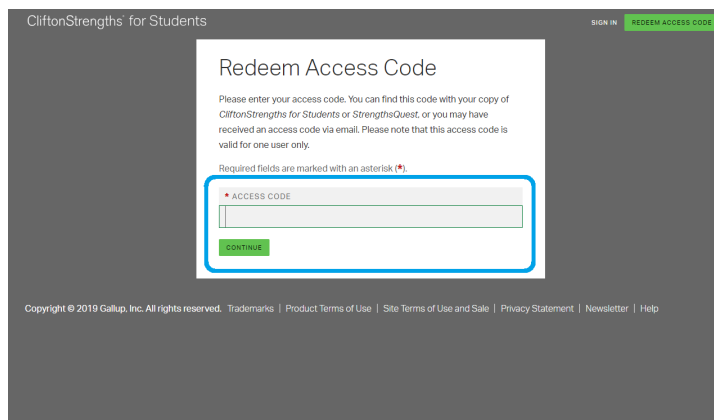 CliftonStrengths® for Students
SIGN IN
REDEEM ACCESS CODE
Redeem Access Code
Please enter your access code. You can find this code with your copy of
CliftonStrengths for Students or StrengthsQuest, or you may have
received an access code via email. Please note that this access code is
valid for one user only.
Required fields are marked with an asterisk (*).
* ACCESS CODE
CONTINUE
Copyright © 2019 Gallup, Inc. All rights reserved. Trademarks | Product Terms of Use | Site Terms of Use and Sale | Privacy Statement | Newsletter | Help